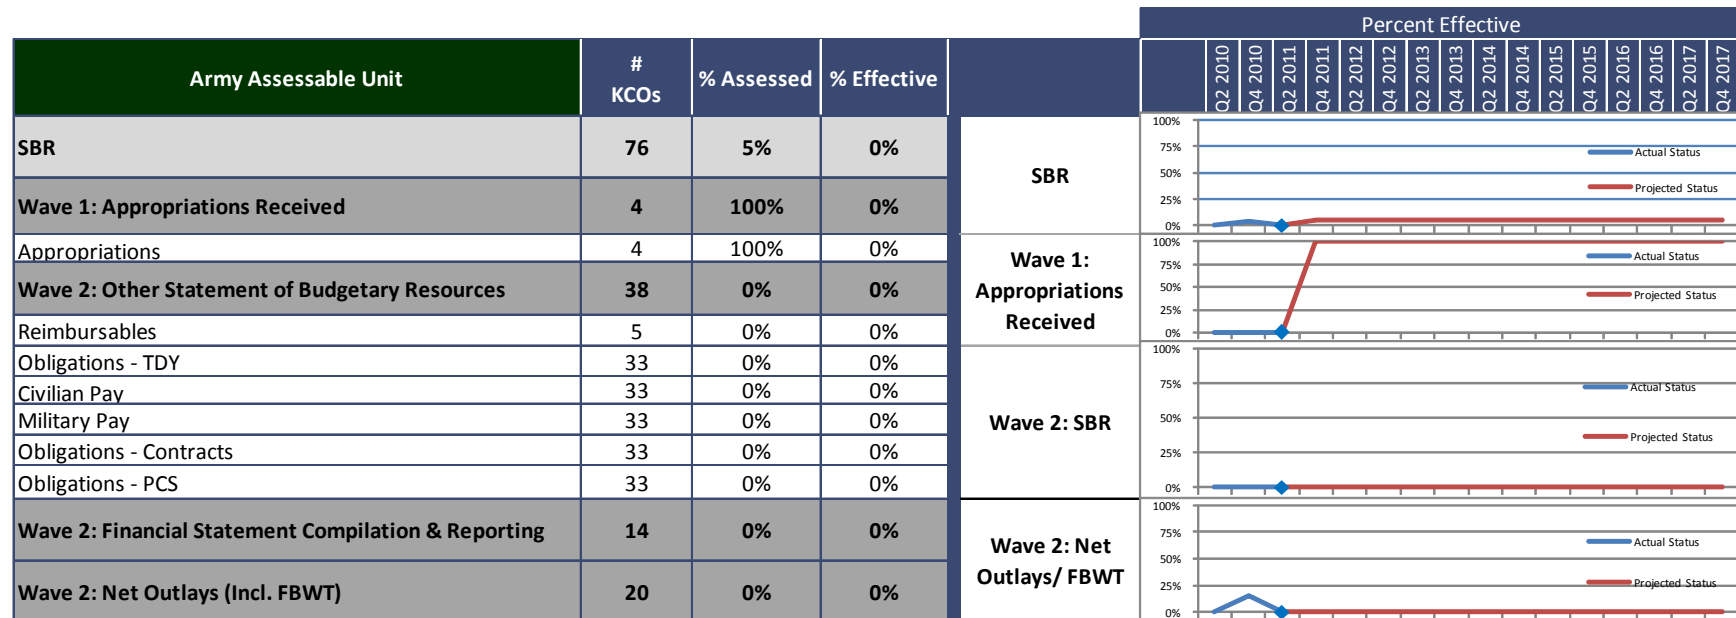 Percent Effective
Army Assessable Unit
#
KCOs
% Assessed
% Effective
Q2 2010
Q4 2010
Q2 2011
Q4 2011
Q2 2012
Q4 2012
Q2 2013
Q4 2013
Q2 2014
Q4 2014
Q2 2015
Q4 2015
Q2 2016
Q4 2016
Q2 2017
Q4 2017
SBR 76 5% 0%
Wave 1: Appropriations Received 4 100% 0%
Appropriations 4 100% 0%
Wave 2: Other Statement of Budgetary Resources 38 0% 0%
Reimbursables 5 0% 0%
Obligations - TDY 33 0% 0%
Civilian Pay 33 0% 0%
Military Pay 33 0% 0%
Obligations - Contracts 33 0% 0%
Obligations - PCS 33 0% 0%
Wave 2: Financial Statement Compilation & Reporting 14 0% 0%
Wave 2: Net Outlays (Incl. FBWT) 20 0% 0%
SBR
100%
75%
50%
25%
0%
Actual Status
Projected Status
Wave 1:
Appropriations
Received
100%
75%
50%
25%
0%
Actual Status
Projected Status
Wave 2: SBR
100%
75%
50%
25%
0%
Actual Status
Projected Status
Wave 2: Net
Outlays/ FBWT
100%
75%
50%
25%
0%
Actual Status
Projected Status